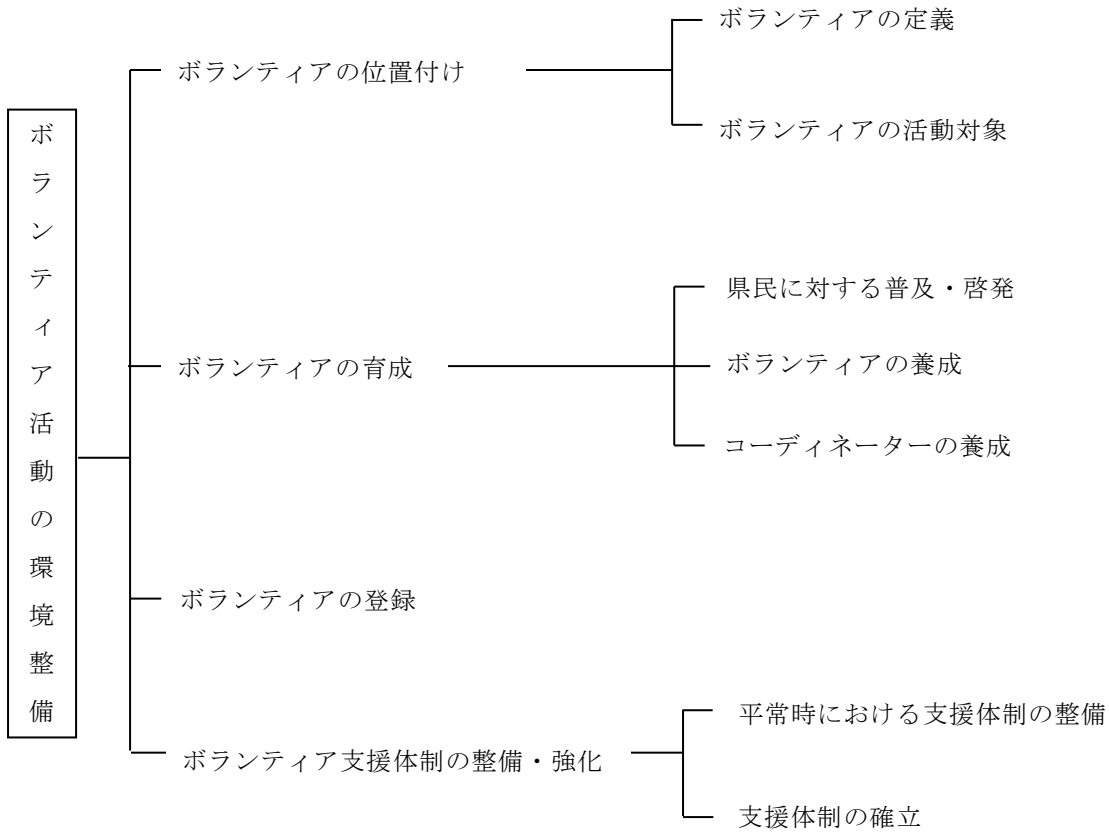 ボランティア活動の環境整備
ボランティアの位置付け
ボランティアの定義
ボランティアの活動対象
ボランティアの育成
県民に対する普及・啓発
ボランティアの養成
コーディネーターの養成
ボランティアの登録
ボランティア支援体制の整備・強化
平常時における支援体制の整備
支援体制の確立